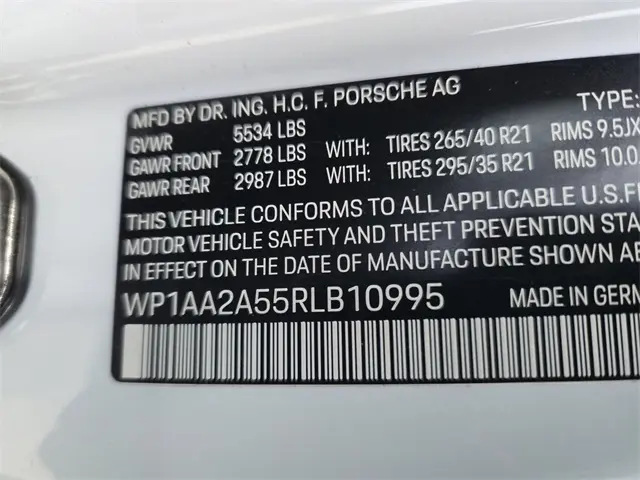 MFD BY DR. ING. H.C. F. PORSCHE AG
TYPE:
GVWR 5534 LBS
GAWR FRONT 2778 LBS WITH: TIRES 265/40 R21 RIMS 9.5JX
GAWR REAR 2987 LBS WITH: TIRES 295/35 R21 RIMS 10.0
THIS VEHICLE CONFORMS TO ALL APPLICABLE U.S.
MOTOR VEHICLE SAFETY AND THEFT PREVENTION STA
IN EFFECT ON THE DATE OF MANUFACTURE SHOWN AB
WP1AA2A55RLB10995 MADE IN GERM